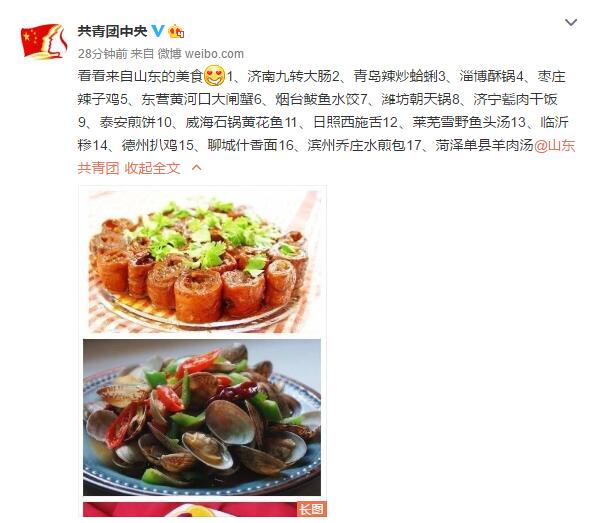 共青团中央
28分钟前 来自 微博 weibo.com
看看来自山东的美食1、济南九转大肠2、青岛辣炒蛤蜊3、淄博酥锅4、枣庄
辣子鸡5、东营黄河口大闸蟹6、烟台鲅鱼水饺7、潍坊朝天锅8、济宁甏肉干饭
9、泰安煎饼10、威海石锅黄花鱼11、日照西施舌12、莱芜雪野鱼头汤13、临沂
糁14、德州扒鸡15、聊城什香面16、滨州乔庄水煎包17、菏泽单县羊肉汤@山东
共青团 收起全文
长图